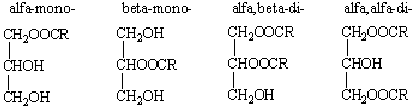 alfa-mono- beta-mono- alfa,beta-di- alfa,alfa-di-
CH2OOCR CH2OH CH2OOCR CH2OOCR
CHOH CHOOCR CHOOCR CHOH
CH2OH CH2OH CH2OH CH2OOCR